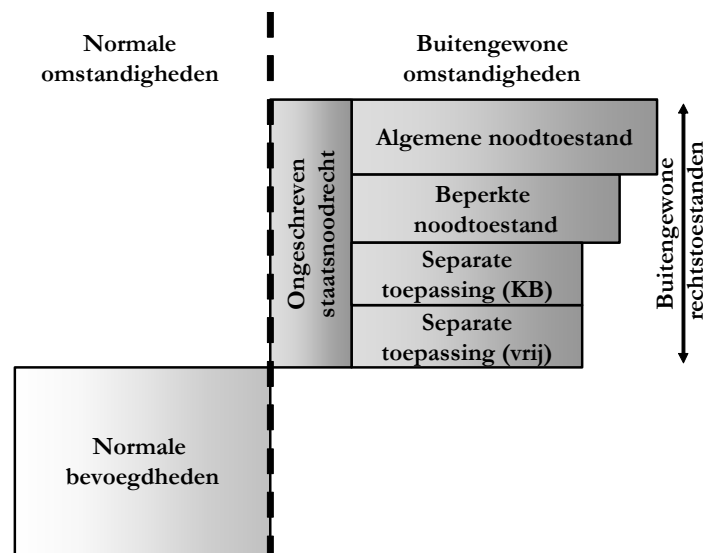 Normale
omstandigheden
Buitengewone
omstandigheden
Ongeschreven
staatsnoodrecht
Algemene noodtoestand
Beperkte
noodtoestand
Separate
toepassing (KB)
Separate
toepassing (vrij)
Buitengewone
rechtstoestanden
Normale
bevoegdheden